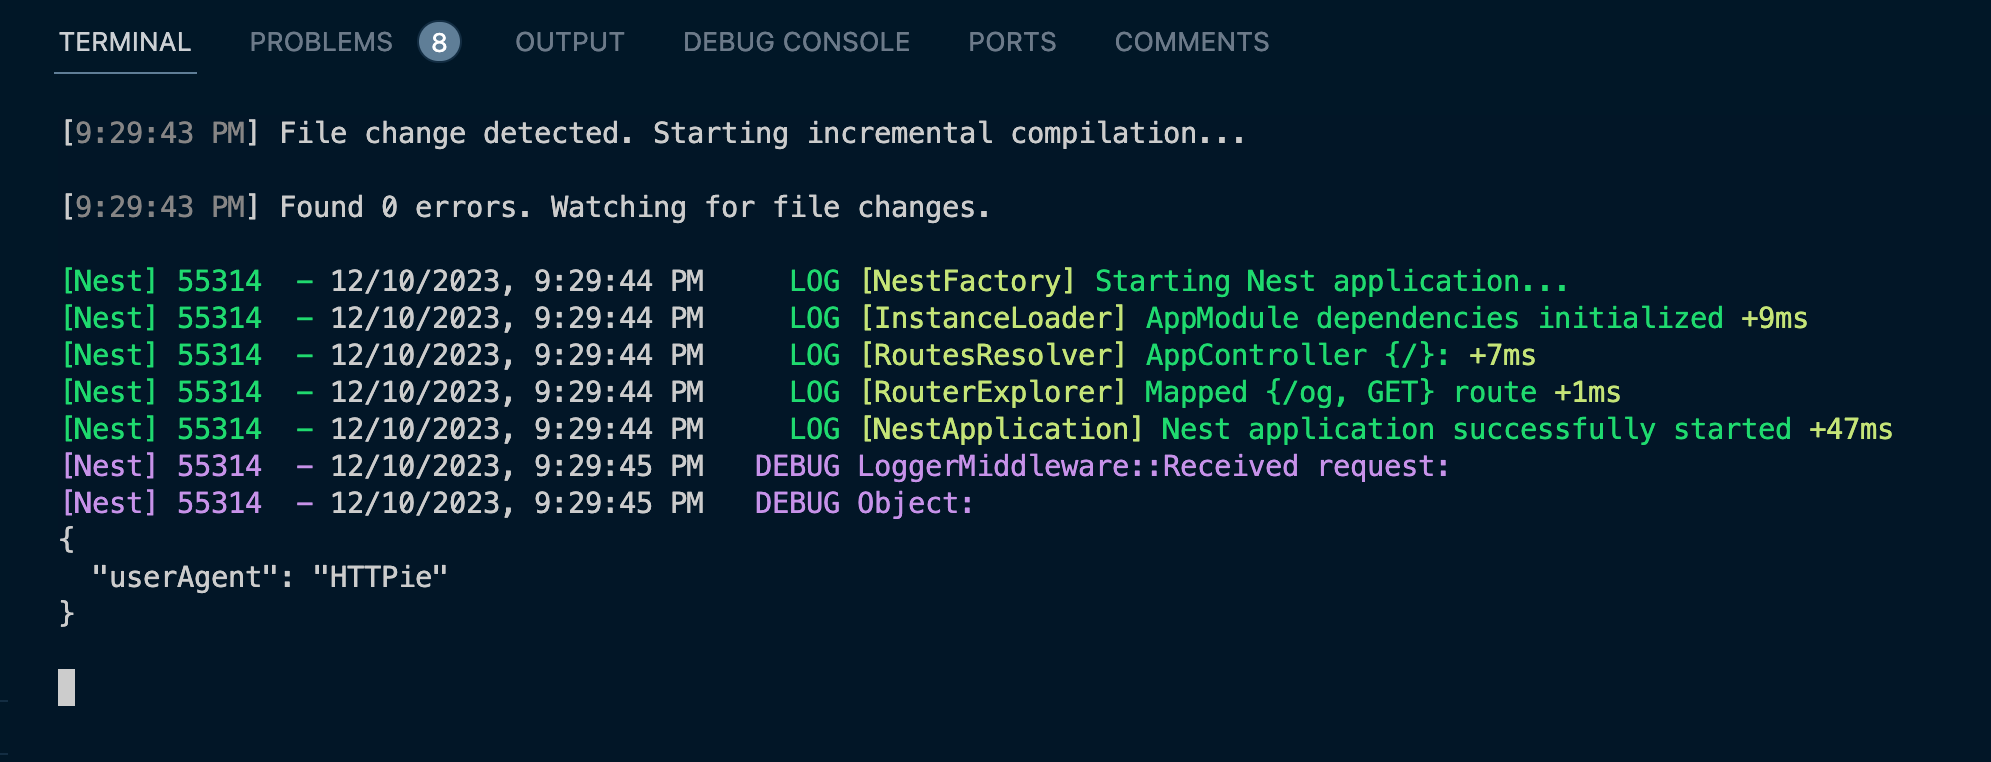 TERMINAL PROBLEMS 8 OUTPUT DEBUG CONSOLE PORTS COMMENTS
[9:29:43 PM] File change detected. Starting incremental compilation...
[9:29:43 PM] Found 0 errors. Watching for file changes.
[Nest] 55314  - 12/10/2023, 9:29:44 PM     LOG [NestFactory] Starting Nest application...
[Nest] 55314  - 12/10/2023, 9:29:44 PM     LOG [InstanceLoader] AppModule dependencies initialized +9ms
[Nest] 55314  - 12/10/2023, 9:29:44 PM     LOG [RoutesResolver] AppController {/}: +7ms
[Nest] 55314  - 12/10/2023, 9:29:44 PM     LOG [RouterExplorer] Mapped {/og, GET} route +1ms
[Nest] 55314  - 12/10/2023, 9:29:44 PM     LOG [NestApplication] Nest application successfully started +47ms
[Nest] 55314  - 12/10/2023, 9:29:45 PM   DEBUG LoggerMiddleware::Received request:
[Nest] 55314  - 12/10/2023, 9:29:45 PM   DEBUG Object:
{
  "userAgent": "HTTPie"
}